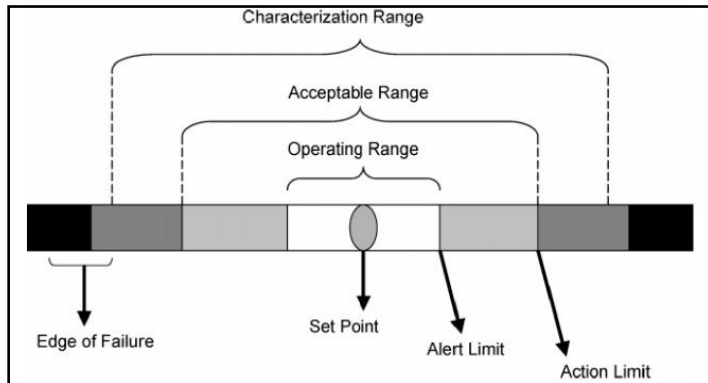 Characterization Range
Acceptable Range
Operating Range
Set Point
Alert Limit
Edge of Failure
Action Limit